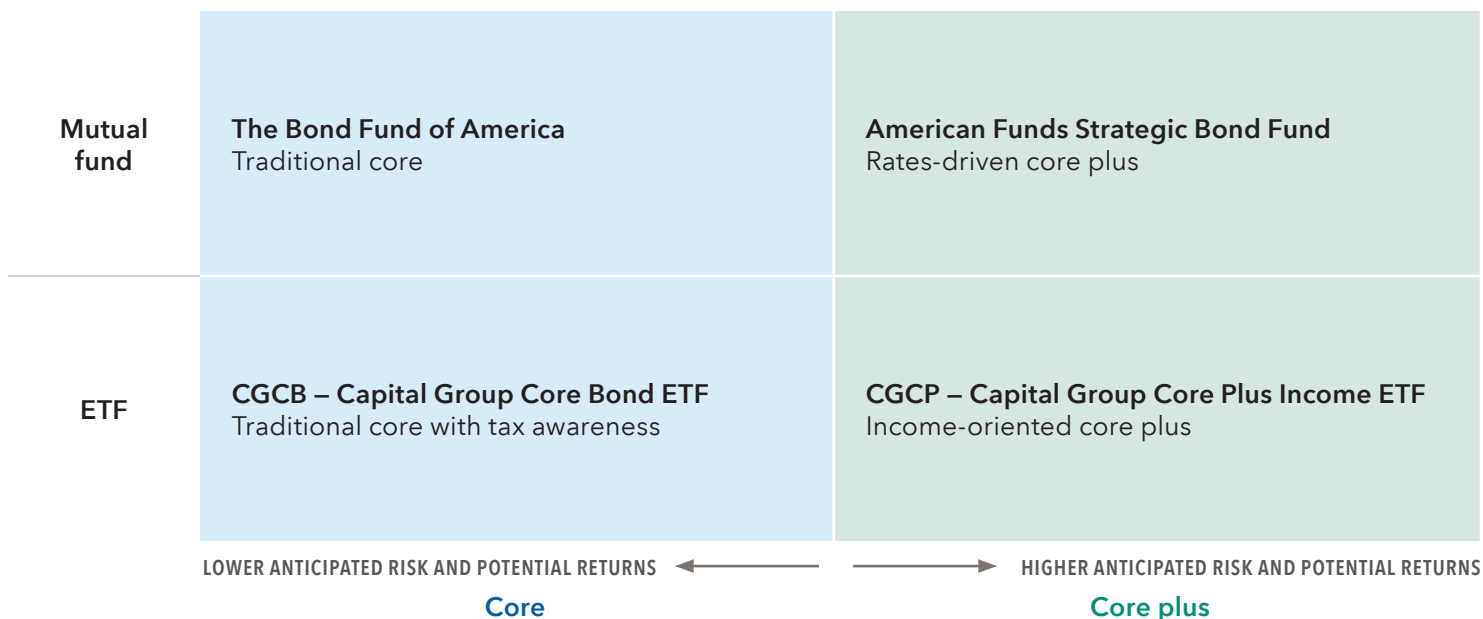 Mutual
fund
The Bond Fund of America
Traditional core
American Funds Strategic Bond Fund
Rates-driven core plus
ETF
CGCB – Capital Group Core Bond ETF
Traditional core with tax awareness
CGCP – Capital Group Core Plus Income ETF
Income-oriented core plus
LOWER ANTICIPATED RISK AND POTENTIAL RETURNS
HIGHER ANTICIPATED RISK AND POTENTIAL RETURNS
Core
Core plus